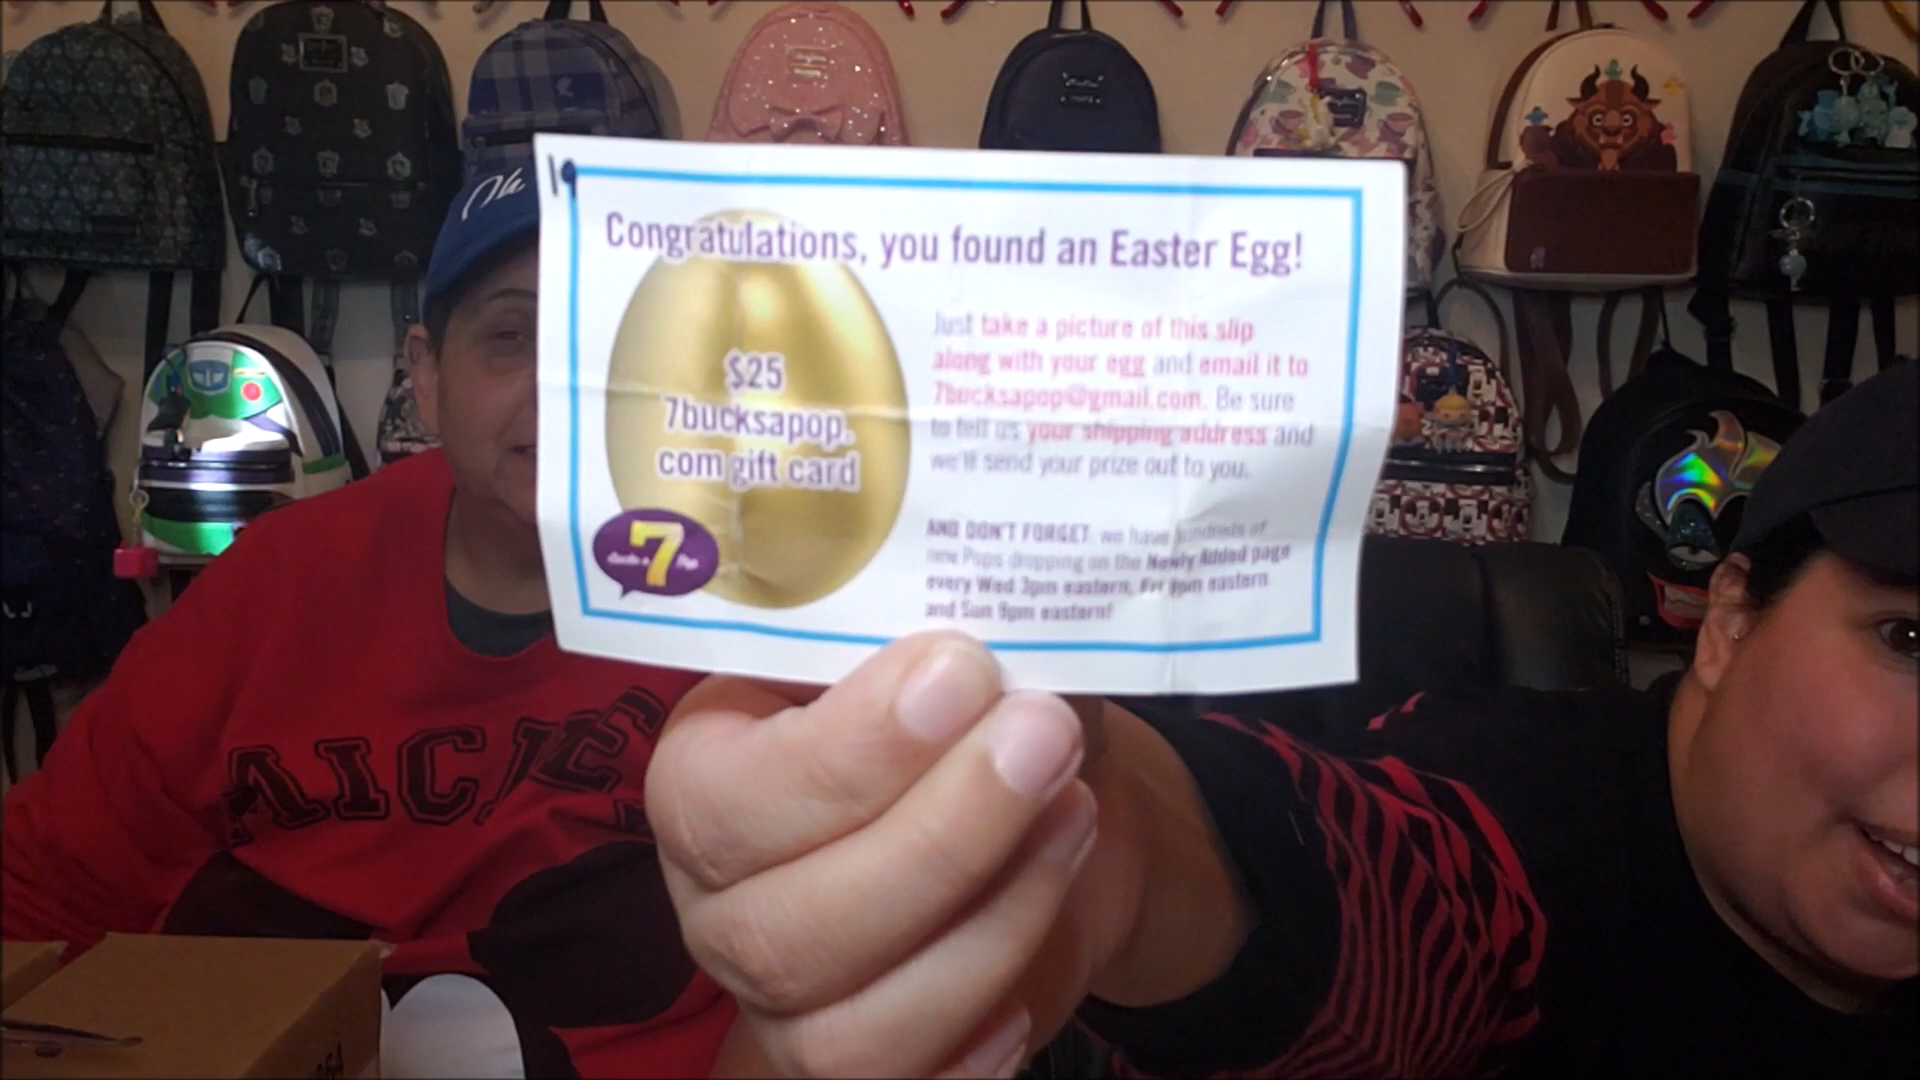 19
Congratulations, you found an Easter Egg!
$25
7bucksapop.
com gift card
7
Just take a picture of this slip
along with your egg and email it to
7bucksapop@gmail.com. Be sure
to tell us your shipping address and
we'll send your prize out to you.
AND DON'T FORGET we have hundreds of
new Pops dropping on the Newly Added page
every Wed 3pm eastern, Fri 9pm eastern
and Sun 9pm eastern!